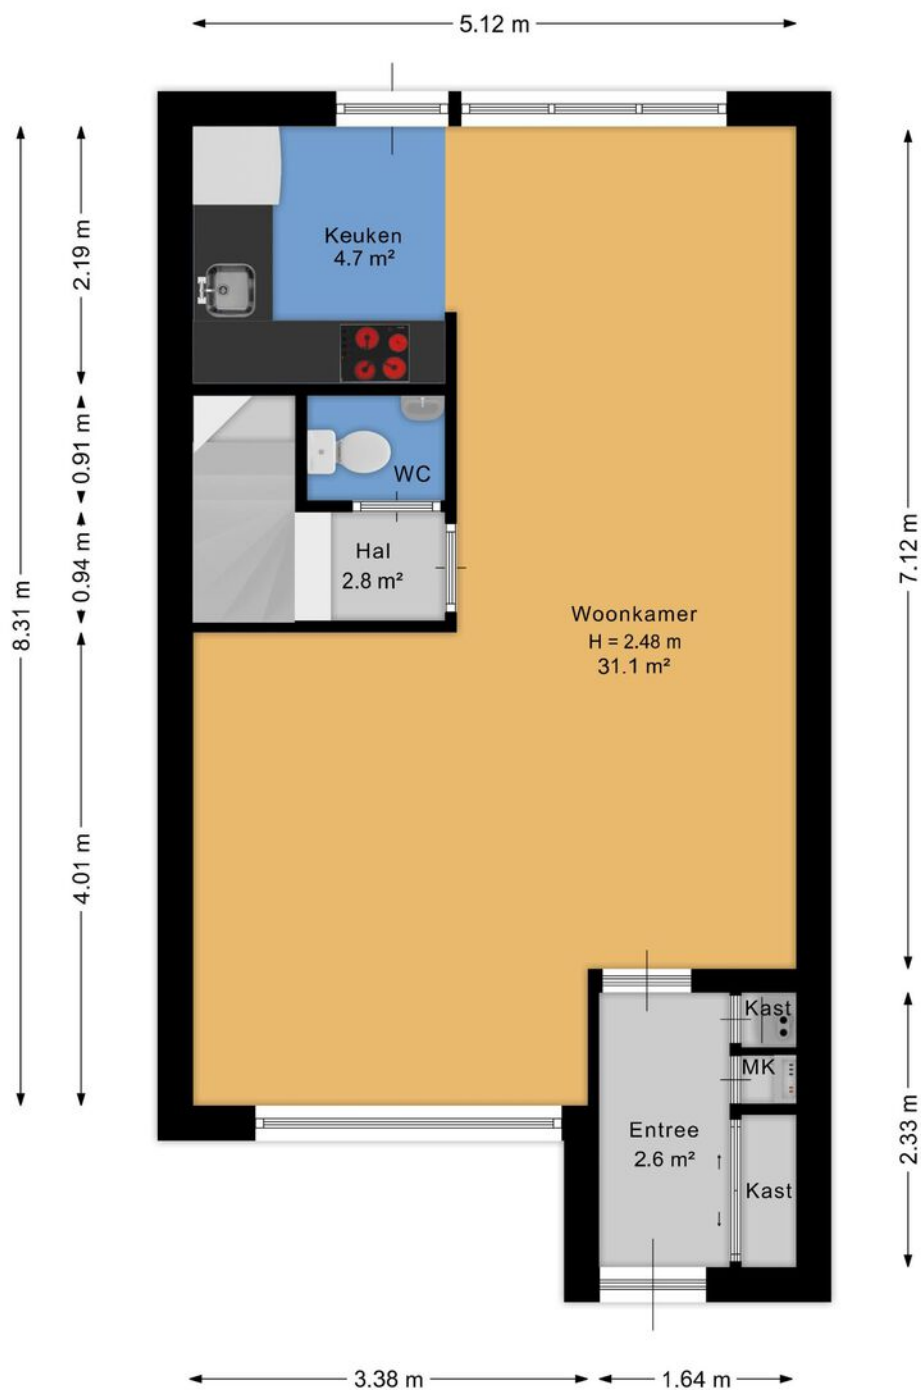 5.12 m
Keuken
4.7 m²
2.19 m
0.91 m
WC
Hal
2.8 m²
0.94 m
8.31 m
7.12 m
Woonkamer
H = 2.48 m
31.1 m²
4.01 m
Kast
MK
Entree
2.6 m²
Kast
2.33 m
3.38 m
1.64 m